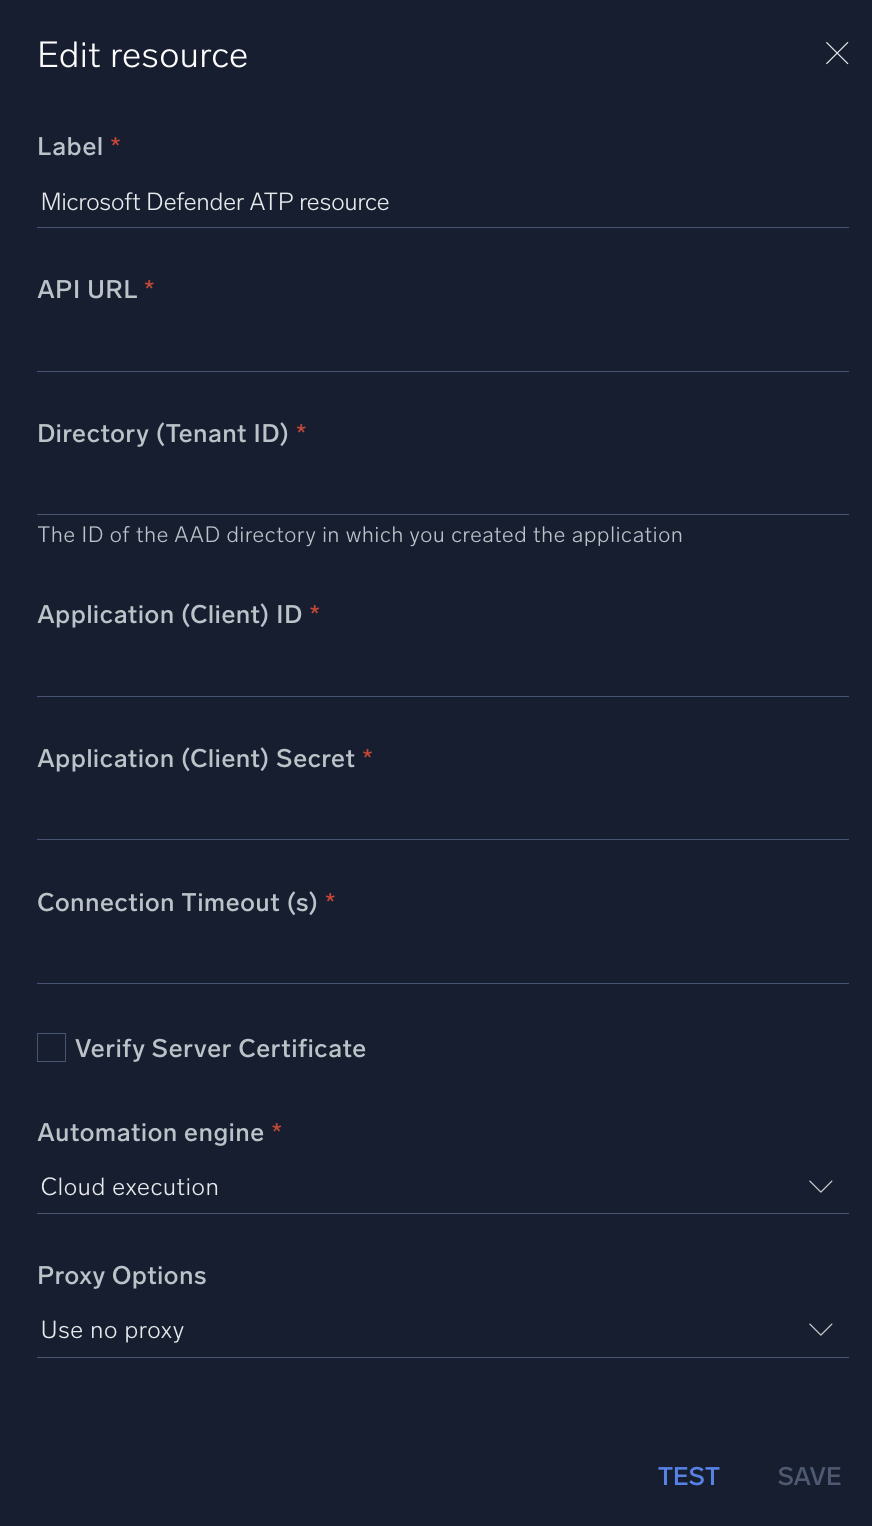 Edit resource
Label *
Microsoft Defender ATP resource
API URL *
Directory (Tenant ID) *
The ID of the AAD directory in which you created the application
Application (Client) ID *
Application (Client) Secret *
Connection Timeout (s) *
Verify Server Certificate
Automation engine *
Cloud execution
Proxy Options
Use no proxy
TEST SAVE